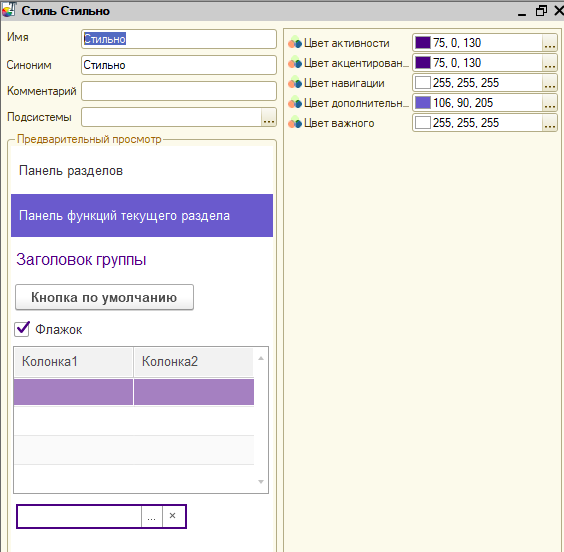 Стиль Стильно
Имя Стильно
Синоним Стильно
Комментарий
Подсистемы ...
Предварительный просмотр
Панель разделов
Панель функций текущего раздела
Заголовок группы
Кнопка по умолчанию
Флажок
Колонка1 Колонка2
... ×
Цвет активности 75, 0, 130 ...
Цвет акцентирован... 75, 0, 130 ...
Цвет навигации 255, 255, 255 ...
Цвет дополнительн... 106, 90, 205 ...
Цвет важного 255, 255, 255 ...